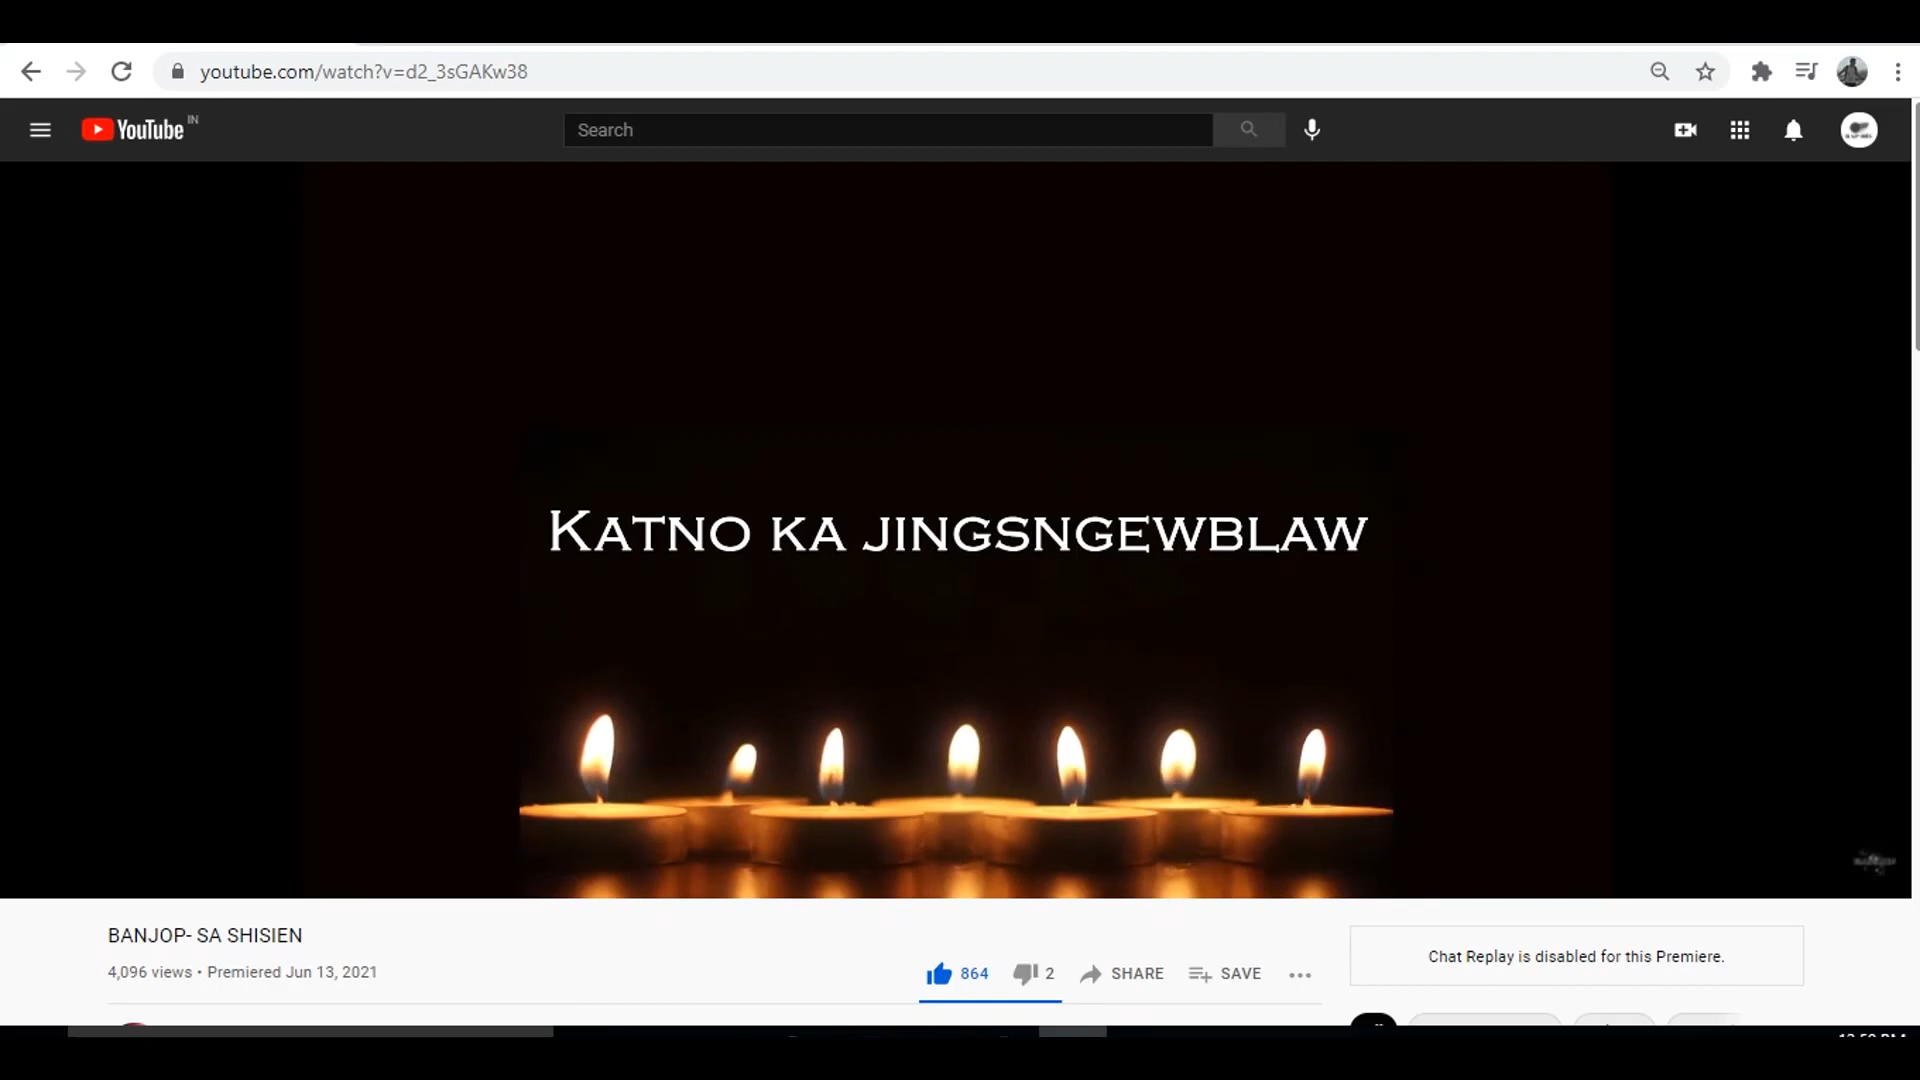 youtube.com/watch?v=d2_3sGAKw38
YouTube IN
Search
KATNO KA JINGSNGEWBLAW
BANJOP- SA SHISIEN
4,096 views • Premiered Jun 13, 2021
864 2 SHARE SAVE
Chat Replay is disabled for this Premiere.